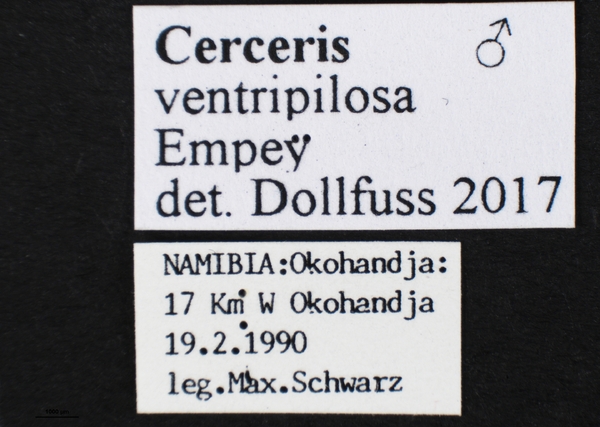 Cerceris ♂
ventripilosa
Empey
det. Dollfuss 2017
NAMIBIA:Okohandja:
17 Km W Okohandja
19.2.1990
leg.Max.Schwarz